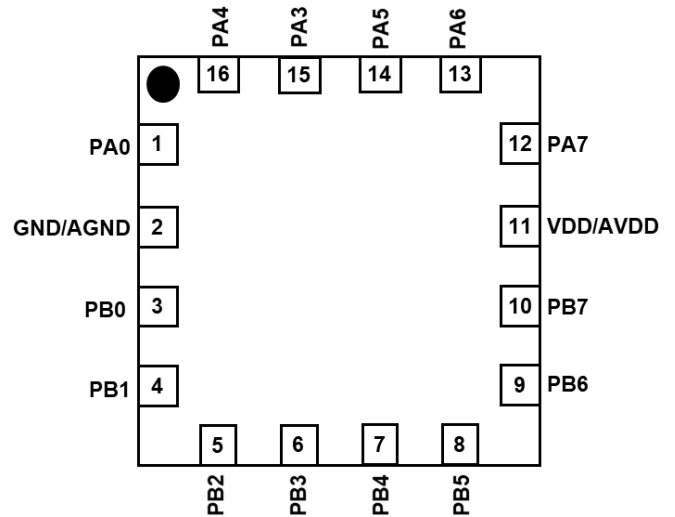 PA4 PA3 PA5 PA6
16 15 14 13
PA0 1 12 PA7
GND/AGND 2 11 VDD/AVDD
PB0 3 10 PB7
PB1 4 9 PB6
5 6 7 8
PB2 PB3 PB4 PB5